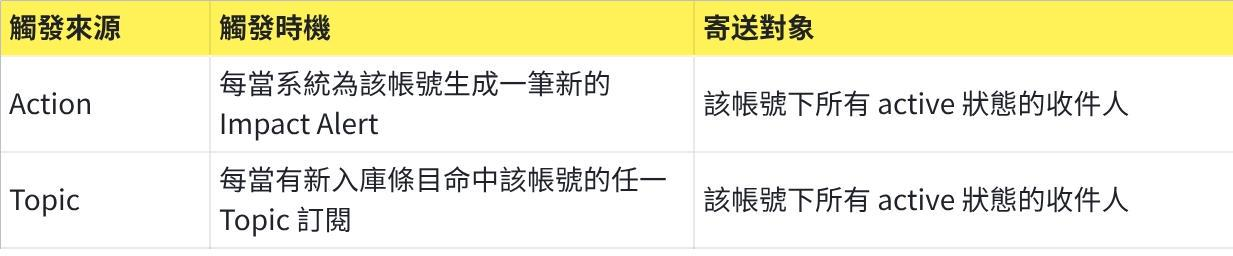 觸發來源 觸發時機 寄送對象
Action
每當系統為該帳號生成一筆新的
Impact Alert
該帳號下所有 active 狀態的收件人
Topic
每當有新入庫條目命中該帳號的任一
Topic 訂閱
該帳號下所有 active 狀態的收件人